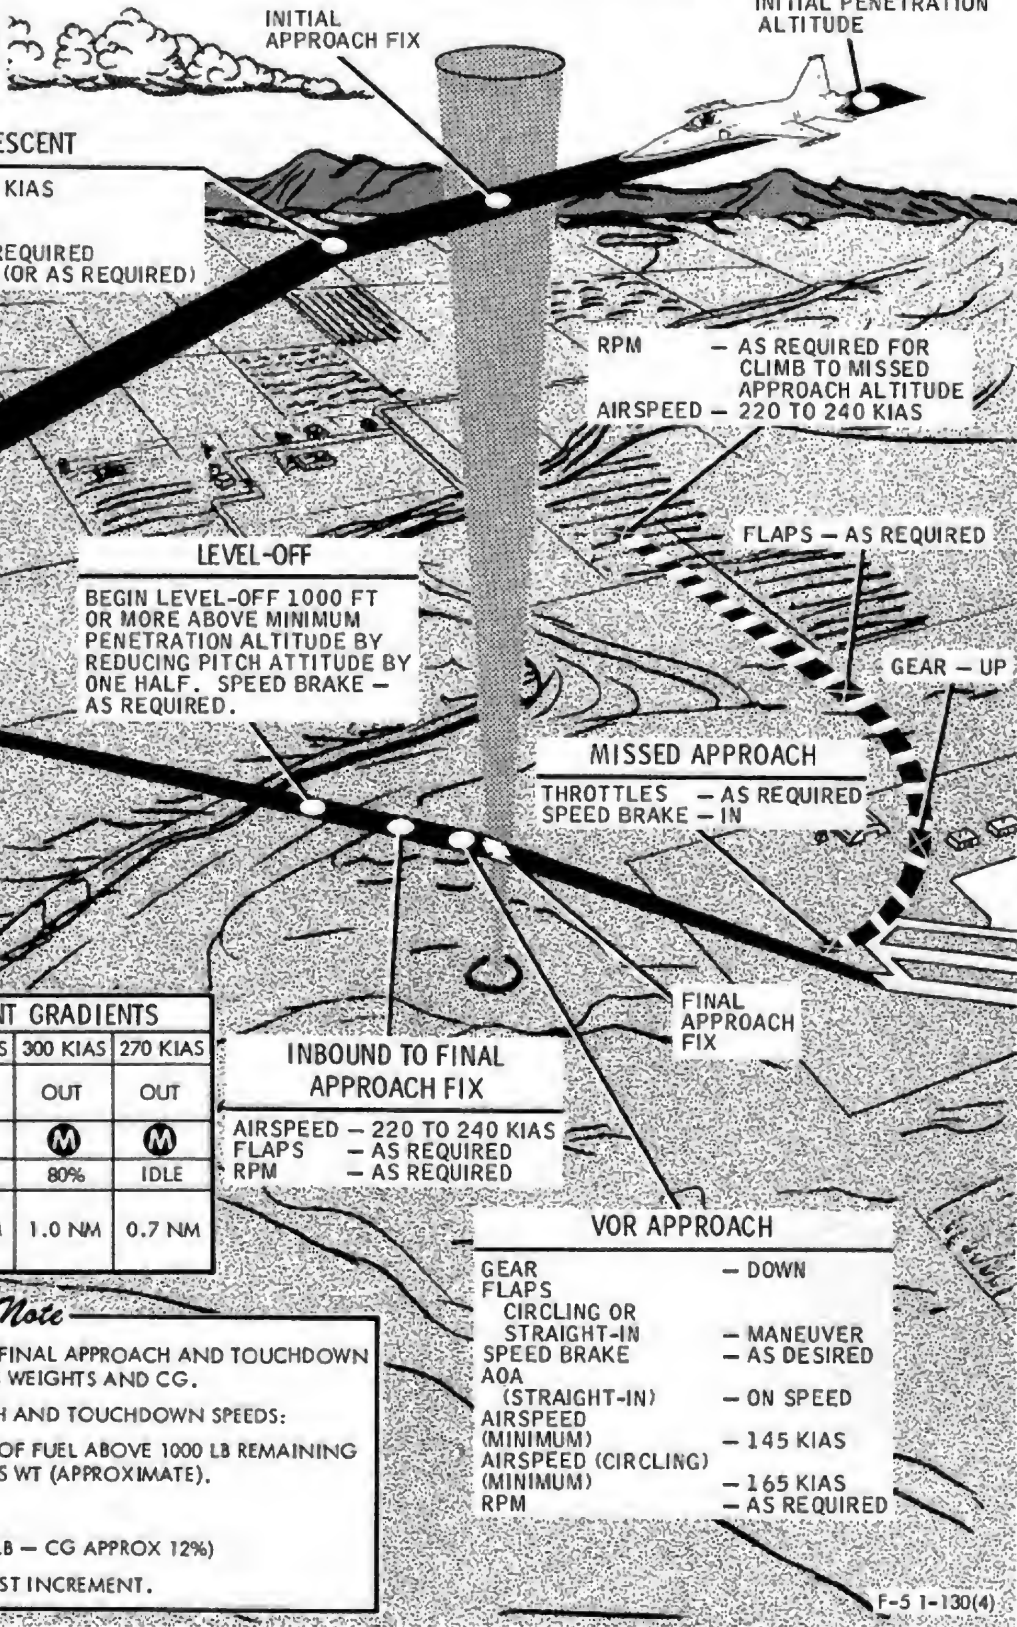 INITIAL
APPROACH FIX
INITIAL PENETRATION
ALTITUDE
ESCENT
KIAS
REQUIRED
(OR AS REQUIRED)
RPM — AS REQUIRED FOR
CLIMB TO MISSED
APPROACH ALTITUDE
AIRSPEED — 220 TO 240 KIAS
FLAPS — AS REQUIRED
GEAR — UP
LEVEL-OFF
BEGIN LEVEL-OFF 1000 FT
OR MORE ABOVE MINIMUM
PENETRATION ALTITUDE BY
REDUCING PITCH ATTITUDE BY
ONE HALF. SPEED BRAKE —
AS REQUIRED.
MISSED APPROACH
THROTTLES — AS REQUIRED
SPEED BRAKE — IN
FINAL
APPROACH
FIX
NT GRADIENTS
S 300 KIAS 270 KIAS
OUT OUT
M M
80% IDLE
1.0 NM 0.7 NM
INBOUND TO FINAL
APPROACH FIX
AIRSPEED — 220 TO 240 KIAS
FLAPS — AS REQUIRED
RPM — AS REQUIRED
VOR APPROACH
GEAR — DOWN
FLAPS
CIRCLING OR
STRAIGHT-IN — MANEUVER
SPEED BRAKE — AS DESIRED
AOA
(STRAIGHT-IN) — ON SPEED
AIRSPEED
(MINIMUM) — 145 KIAS
AIRSPEED (CIRCLING)
(MINIMUM) — 165 KIAS
RPM — AS REQUIRED
Note
FINAL APPROACH AND TOUCHDOWN
WEIGHTS AND CG.
H AND TOUCHDOWN SPEEDS:
OF FUEL ABOVE 1000 LB REMAINING
S WT (APPROXIMATE).
LB — CG APPROX 12%)
ST INCREMENT.
F-5 1-130(4)